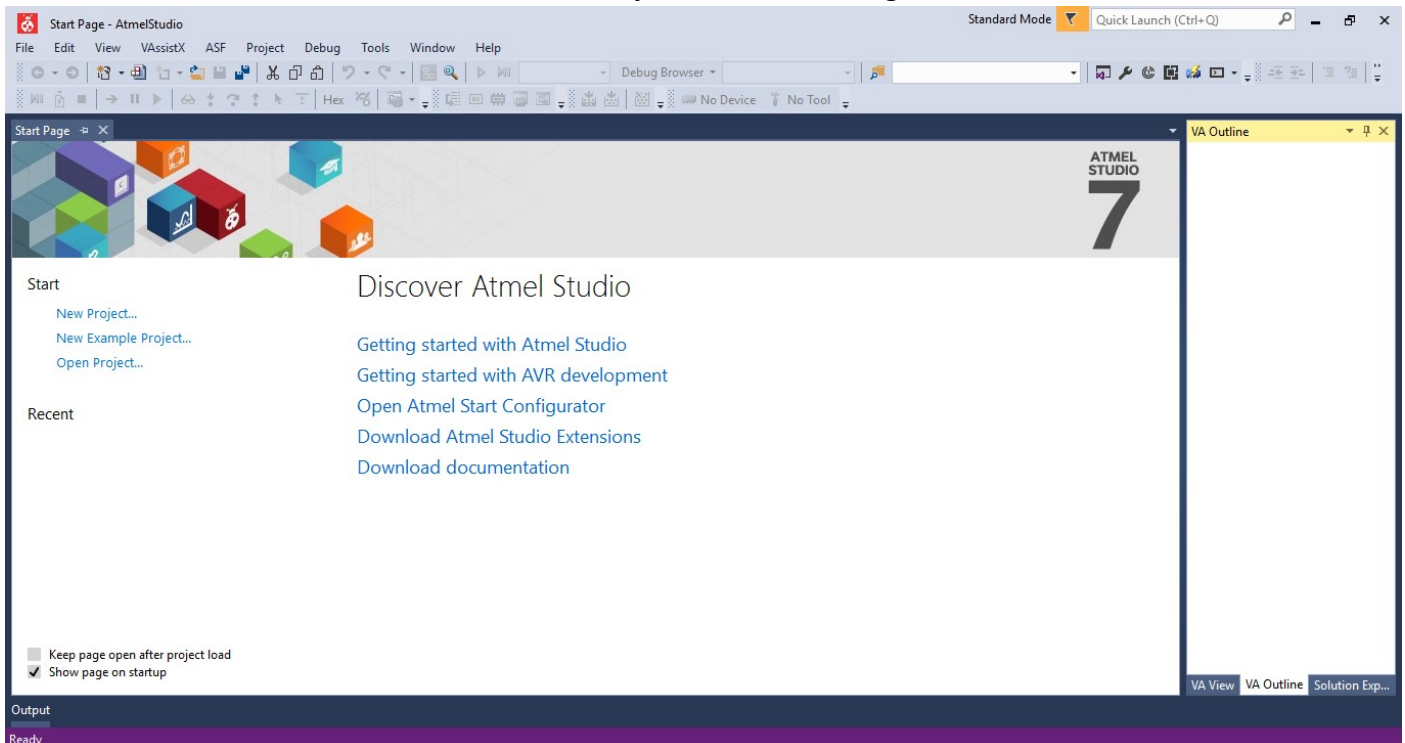 Start Page - AtmelStudio
Standard Mode
Quick Launch (Ctrl+Q)
File Edit View VAssistX ASF Project Debug Tools Window Help
Debug Browser
Hex
No Device
No Tool
Start Page
VA Outline
ATMEL
STUDIO
7
Start
New Project...
New Example Project...
Open Project...
Recent
Discover Atmel Studio
Getting started with Atmel Studio
Getting started with AVR development
Open Atmel Start Configurator
Download Atmel Studio Extensions
Download documentation
Keep page open after project load
Show page on startup
VA View VA Outline Solution Exp...
Output
Ready